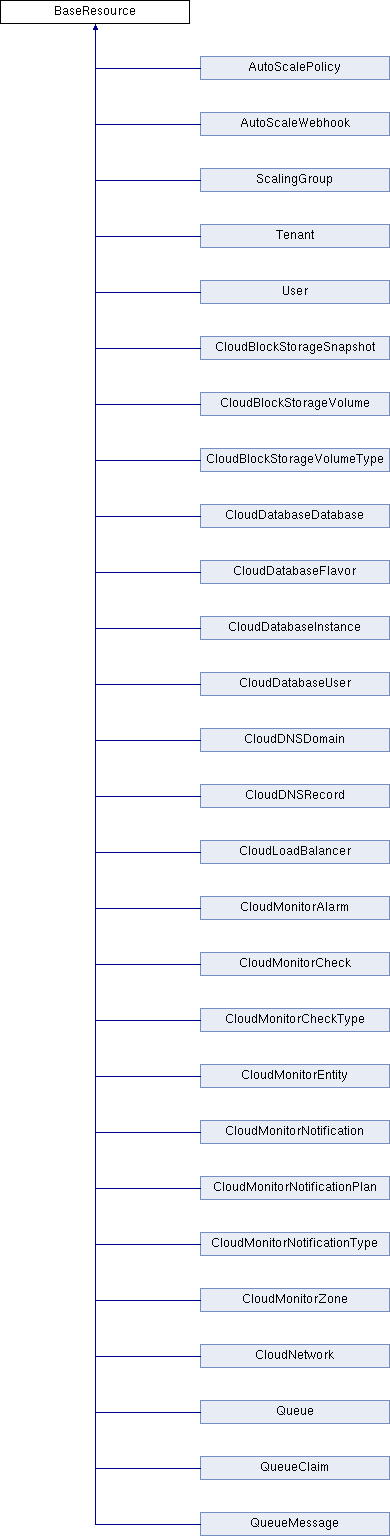 BaseResource
AutoScalePolicy
AutoScaleWebhook
ScalingGroup
Tenant
User
CloudBlockStorageSnapshot
CloudBlockStorageVolume
CloudBlockStorageVolumeType
CloudDatabaseDatabase
CloudDatabaseFlavor
CloudDatabaseInstance
CloudDatabaseUser
CloudDNSDomain
CloudDNSRecord
CloudLoadBalancer
CloudMonitorAlarm
CloudMonitorCheck
CloudMonitorCheckType
CloudMonitorEntity
CloudMonitorNotification
CloudMonitorNotificationPlan
CloudMonitorNotificationType
CloudMonitorZone
CloudNetwork
Queue
QueueClaim
QueueMessage